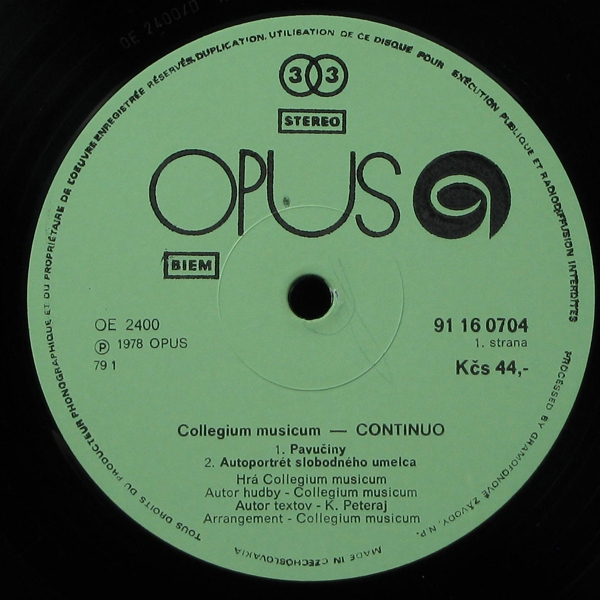 OE 2400/0
TOUS DROITS DU PRODUCTEUR PHONOGRAPHIQUE ET DU PROPRIÉTAIRE DE L'OEUVRE ENREGISTRÉE RÉSERVÉS. DUPLICATION, UTILISATION DE CE DISQUE POUR EXÉCUTION PUBLIQUE ET RADIODIFFUSION INTERDITES
33
STEREO
OPUS
BIEM
OE 2400
Ⓟ 1978 OPUS
79 1
91 16 0704
1. strana
Kčs 44,-
Collegium musicum — CONTINUO
1. Pavučiny
2. Autoportrét slobodného umelca
Hrá Collegium musicum
Autor hudby - Collegium musicum
Autor textov - K. Peteraj
Arrangement - Collegium musicum
PROCESSED BY GRAMOFONOVÉ ZÁVODY, N.P.
MADE IN CZECHOSLOVAKIA